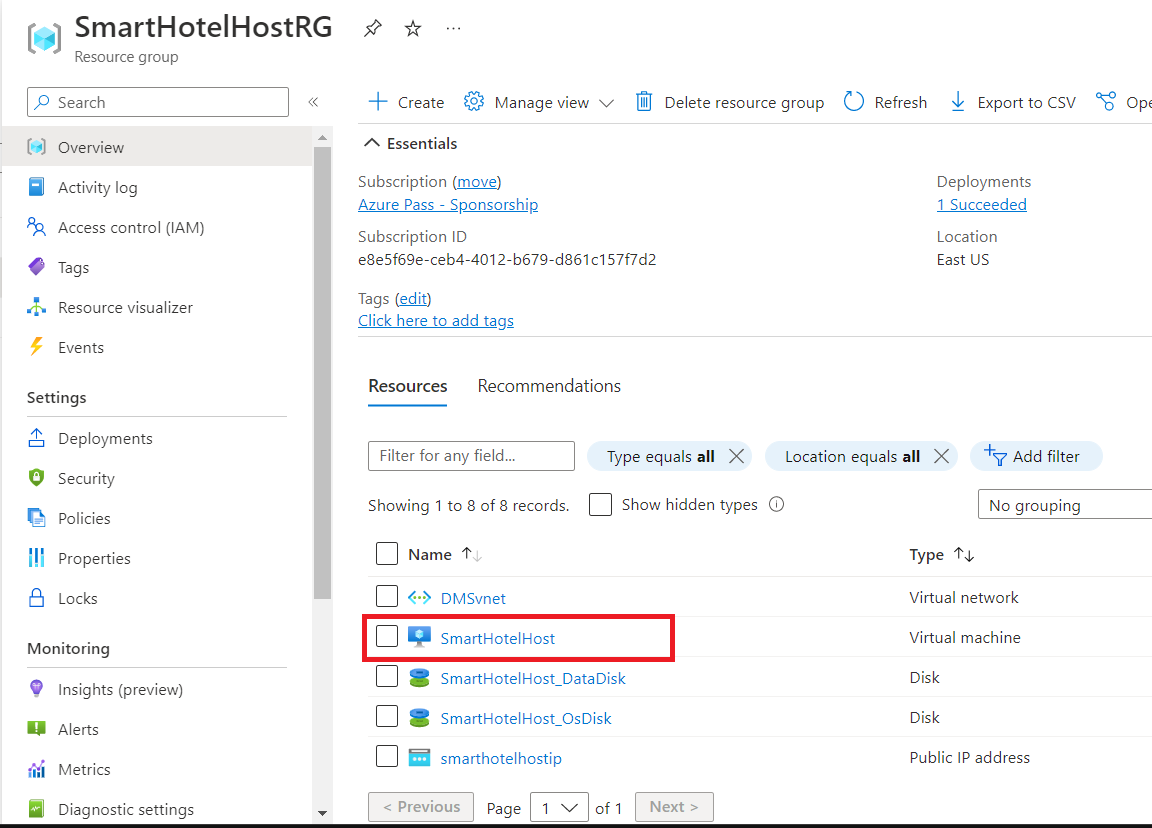 SmartHotelHostRG
Resource group
Search
Overview
Activity log
Access control (IAM)
Tags
Resource visualizer
Events
Settings
Deployments
Security
Policies
Properties
Locks
Monitoring
Insights (preview)
Alerts
Metrics
Diagnostic settings
Create Manage view Delete resource group Refresh Export to CSV Ope
Essentials
Subscription (move)
Azure Pass - Sponsorship
Subscription ID
e8e5f69e-ceb4-4012-b679-d861c157f7d2
Tags (edit)
Click here to add tags
Deployments
1 Succeeded
Location
East US
Resources Recommendations
Filter for any field... Type equals all Location equals all Add filter
Showing 1 to 8 of 8 records. Show hidden types No grouping
Name Type
DMSvnet Virtual network
SmartHotelHost Virtual machine
SmartHotelHost_DataDisk Disk
SmartHotelHost_OsDisk Disk
smarthotelhostip Public IP address
< Previous Page 1 of 1 Next >